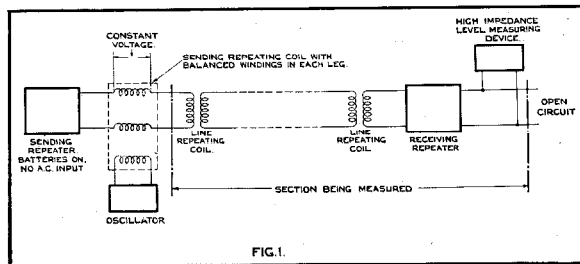 CONSTANT
VOLTAGE.
SENDING REPEATING COIL WITH
BALANCED WINDINGS IN EACH LEG.
HIGH IMPEDANCE
LEVEL MEASURING
DEVICE.
SENDING
REPEATER
BATTERIES ON,
NO A.C. INPUT
LINE
REPEATING
COIL.
LINE
REPEATING
COIL
RECEIVING
REPEATER
OPEN
CIRCUIT
SECTION BEING MEASURED
OSCILLATOR
FIG.1.